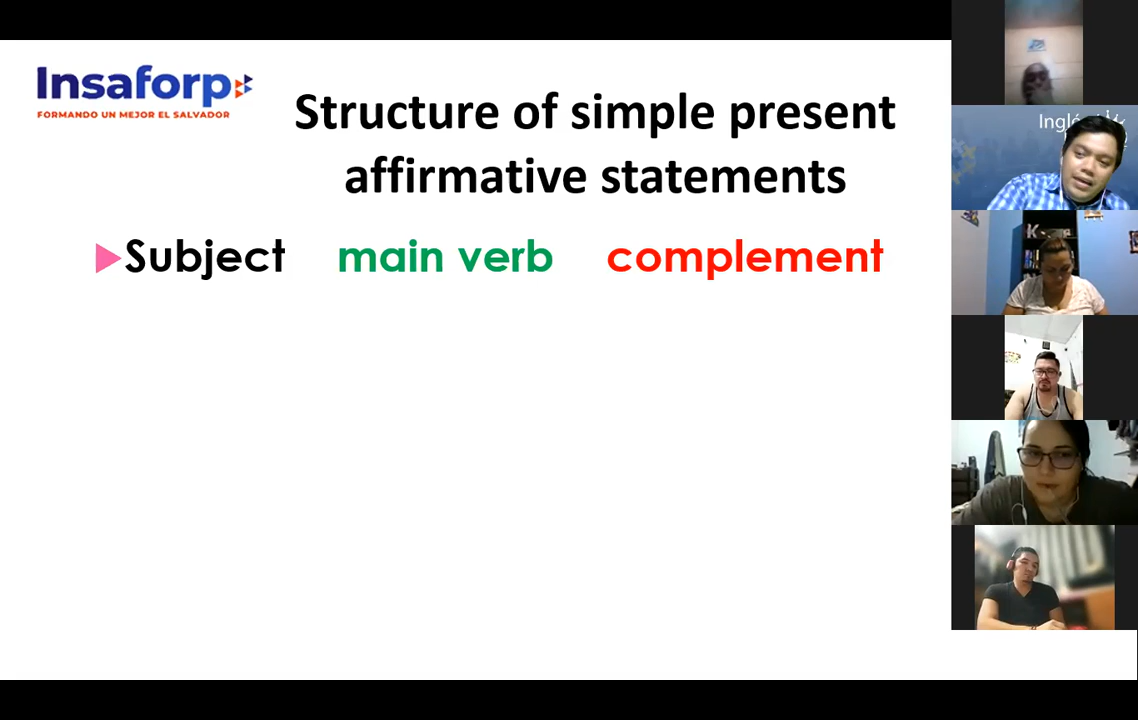 Insaforp
FORMANDO UN MEJOR EL SALVADOR
Structure of simple present
affirmative statements
Subject main verb complement